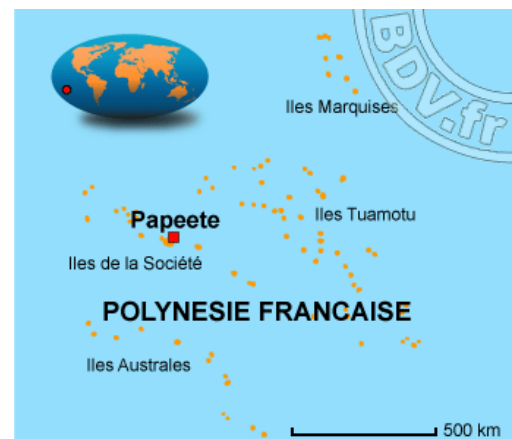 BDV.fr
Iles Marquises
Papeete
Iles Tuamotu
Iles de la Société
POLYNESIE FRANCAISE
Iles Australes
500 km